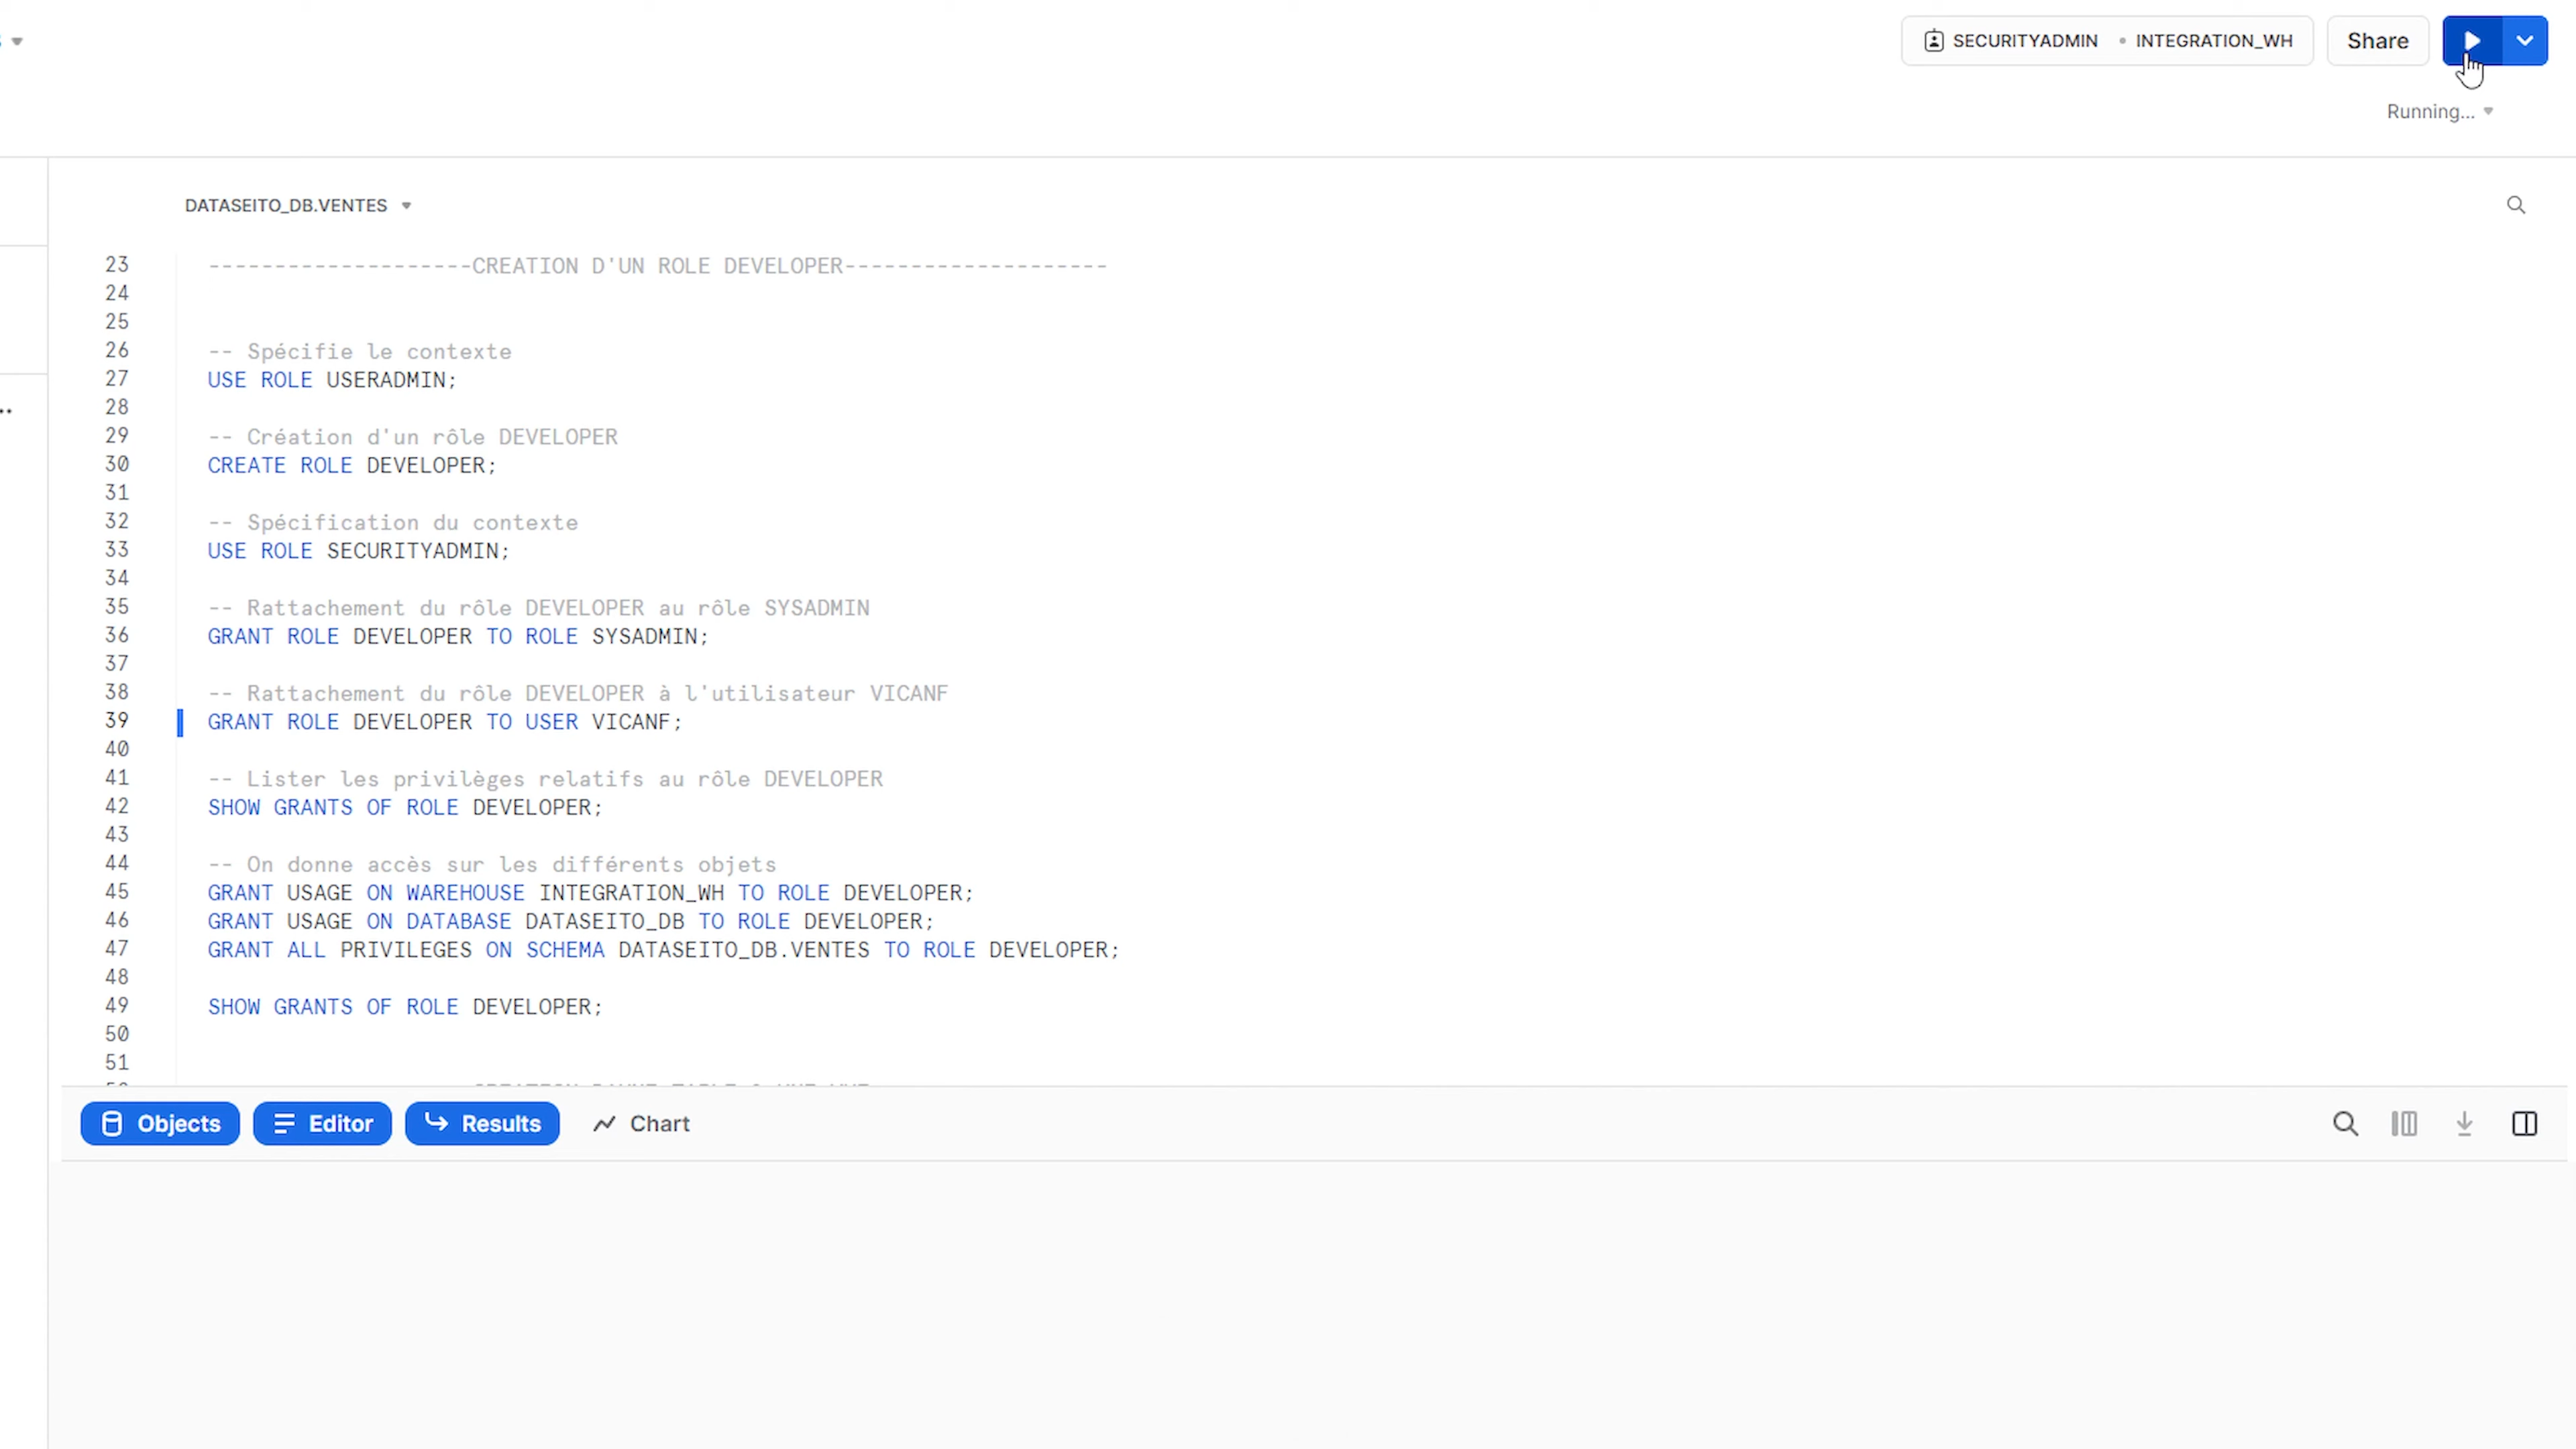 SECURITYADMIN • INTEGRATION_WH Share
Running...
DATASEITO_DB.VENTES
23 --------------------CREATION D'UN ROLE DEVELOPER--------------------
24
25
26 -- Spécifie le contexte
27 USE ROLE USERADMIN;
28
29 -- Création d'un rôle DEVELOPER
30 CREATE ROLE DEVELOPER;
31
32 -- Spécification du contexte
33 USE ROLE SECURITYADMIN;
34
35 -- Rattachement du rôle DEVELOPER au rôle SYSADMIN
36 GRANT ROLE DEVELOPER TO ROLE SYSADMIN;
37
38 -- Rattachement du rôle DEVELOPER à l'utilisateur VICANF
39 GRANT ROLE DEVELOPER TO USER VICANF;
40
41 -- Lister les privilèges relatifs au rôle DEVELOPER
42 SHOW GRANTS OF ROLE DEVELOPER;
43
44 -- On donne accès sur les différents objets
45 GRANT USAGE ON WAREHOUSE INTEGRATION_WH TO ROLE DEVELOPER;
46 GRANT USAGE ON DATABASE DATASEITO_DB TO ROLE DEVELOPER;
47 GRANT ALL PRIVILEGES ON SCHEMA DATASEITO_DB.VENTES TO ROLE DEVELOPER;
48
49 SHOW GRANTS OF ROLE DEVELOPER;
50
51
Objects Editor Results Chart